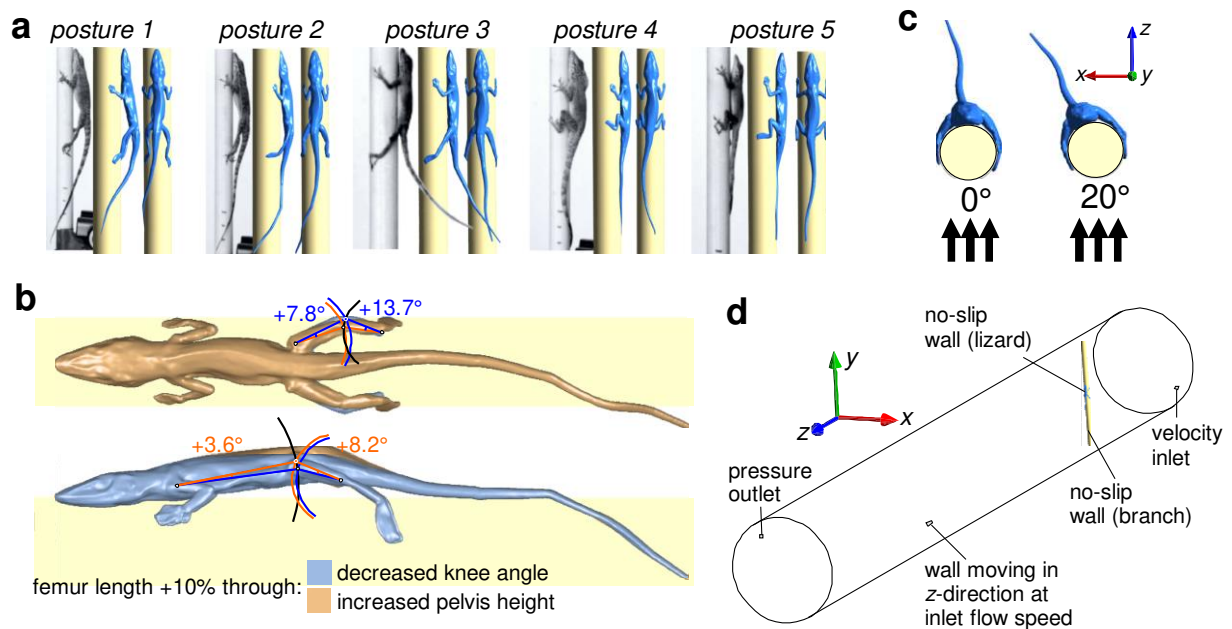 a
posture 1
posture 2
posture 3
posture 4
posture 5
c
z
x
y
0°
20°
b
+7.8°
+13.7°
+3.6°
+8.2°
femur length +10% through:
decreased knee angle
increased pelvis height
d
no-slip
wall (lizard)
y
x
z
velocity
inlet
pressure
outlet
no-slip
wall (branch)
wall moving in
z-direction at
inlet flow speed